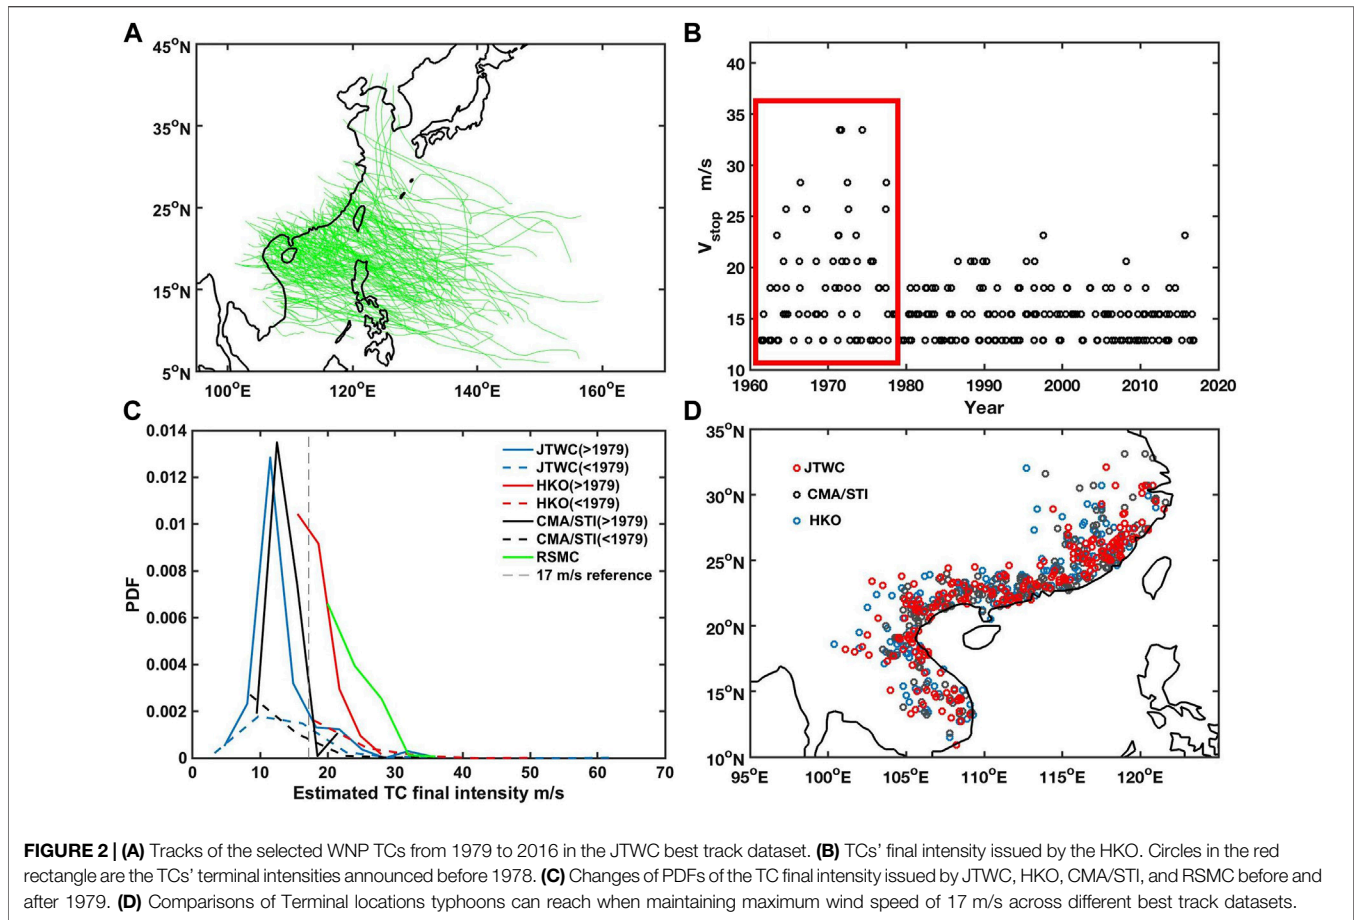 A
45°N
35°N
25°N
15°N
5°N
100°E
120°E
140°E
160°E
B
40
35
30
25
20
15
10
Vstop m/s
1960
1970
1980
1990
2000
2010
2020
Year
C
0.014
0.012
0.01
0.008
0.006
0.004
0.002
0
PDF
JTWC(>1979)
JTWC(<1979)
HKO(>1979)
HKO(<1979)
CMA/STI(>1979)
CMA/STI(<1979)
RSMC
17 m/s reference
0
10
20
30
40
50
60
70
Estimated TC final intensity m/s
D
35°N
30°N
25°N
20°N
15°N
10°N
JTWC
CMA/STI
HKO
95°E
100°E
105°E
110°E
115°E
120°E
FIGURE 2 | (A) Tracks of the selected WNP TCs from 1979 to 2016 in the JTWC best track dataset. (B) TCs' final intensity issued by the HKO. Circles in the red
rectangle are the TCs' terminal intensities announced before 1978. (C) Changes of PDFs of the TC final intensity issued by JTWC, HKO, CMA/STI, and RSMC before and
after 1979. (D) Comparisons of Terminal locations typhoons can reach when maintaining maximum wind speed of 17 m/s across different best track datasets.